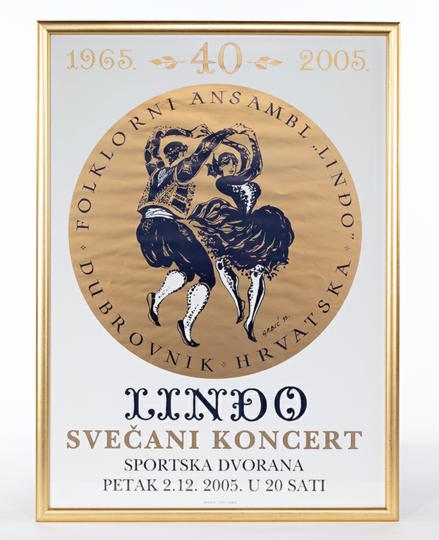 1965. 40 2005.
FOLKLORNI ANSAMBL „LINĐO”
DUBROVNIK HRVATSKA
LINĐO
SVEČANI KONCERT
SPORTSKA DVORANA
PETAK 2.12. 2005. U 20 SATI